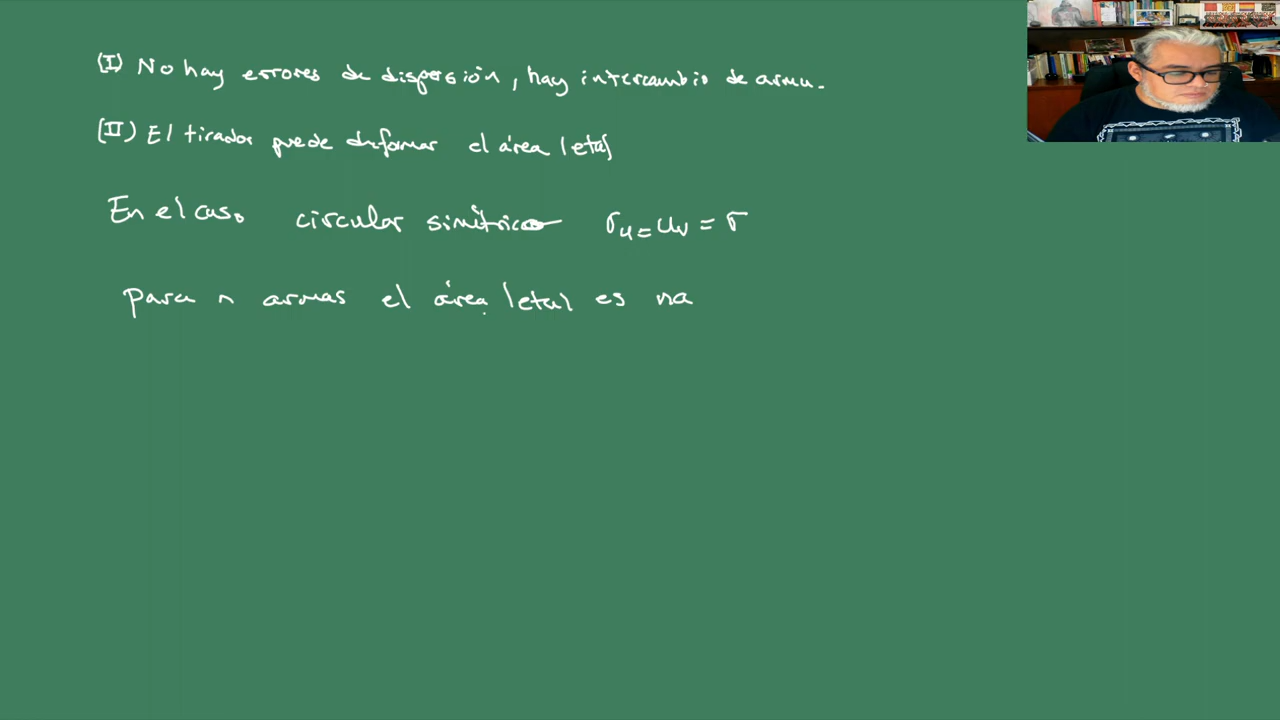 (I) No hay errores de dispersión, hay intercambio de arma.
(II) El tirador puede deformar el área letal
En el caso circular simétrico σu = uv = σ
para n armas el área letal es na